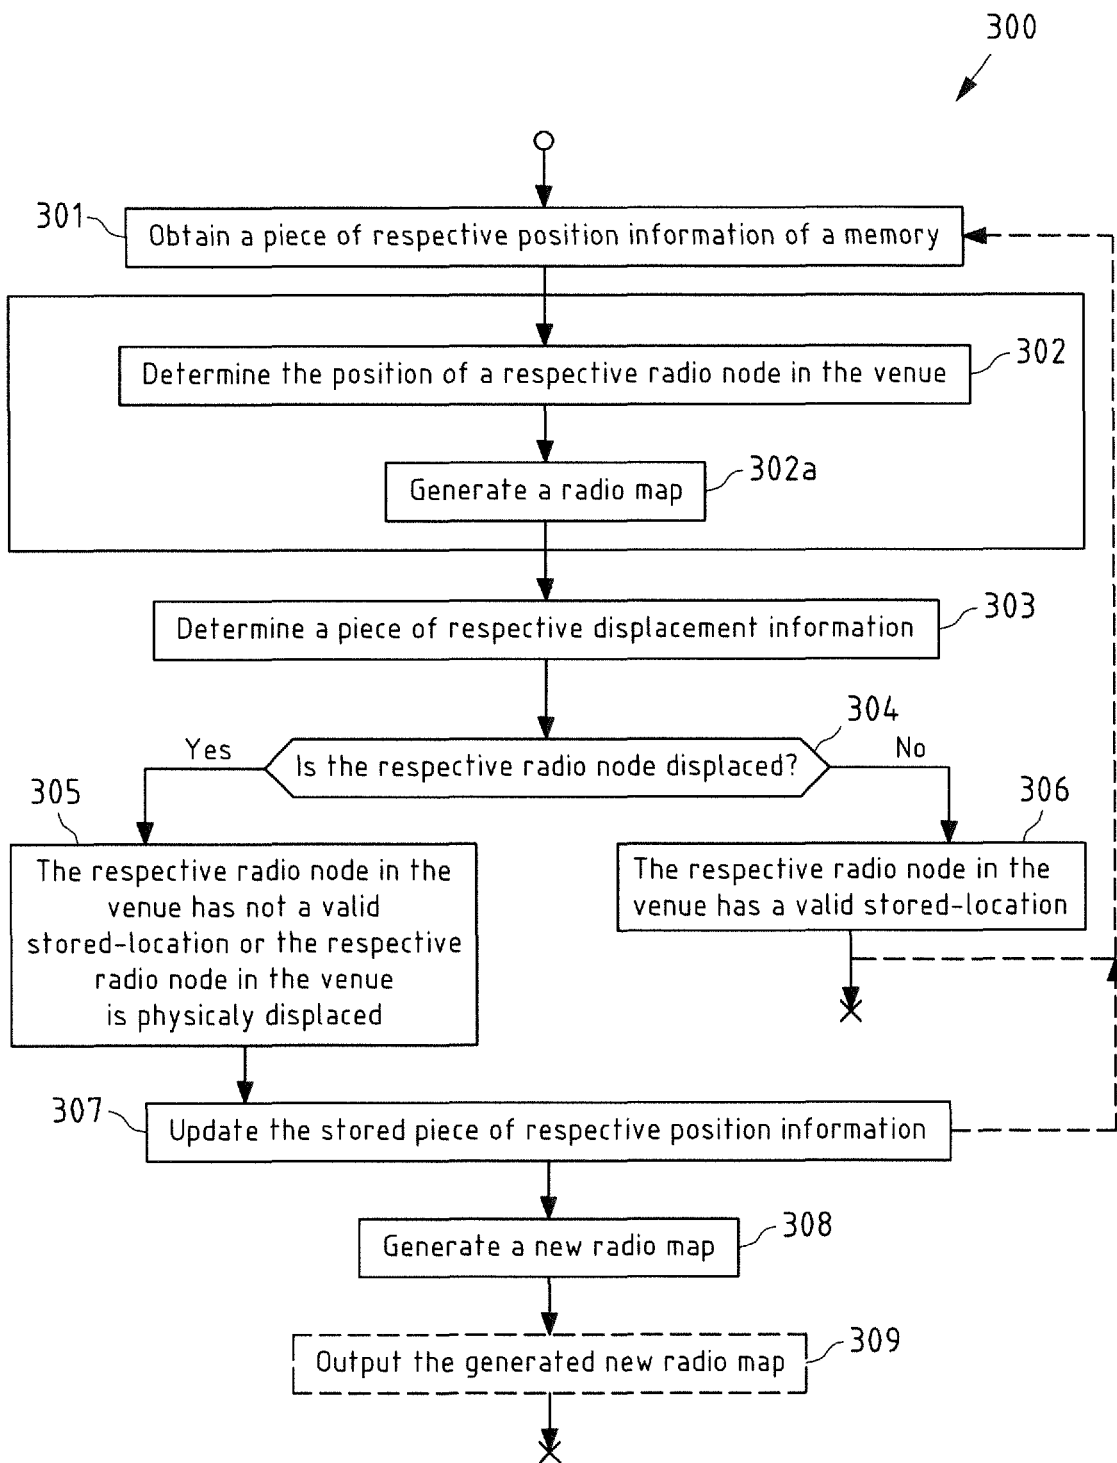 300
301
Obtain a piece of respective position information of a memory
302
Determine the position of a respective radio node in the venue
302a
Generate a radio map
303
Determine a piece of respective displacement information
304
Yes
Is the respective radio node displaced?
No
305
306
The respective radio node in the
venue has not a valid
stored-location or the respective
radio node in the venue
is physicaly displaced
The respective radio node in the
venue has a valid stored-location
307
Update the stored piece of respective position information
308
Generate a new radio map
309
Output the generated new radio map